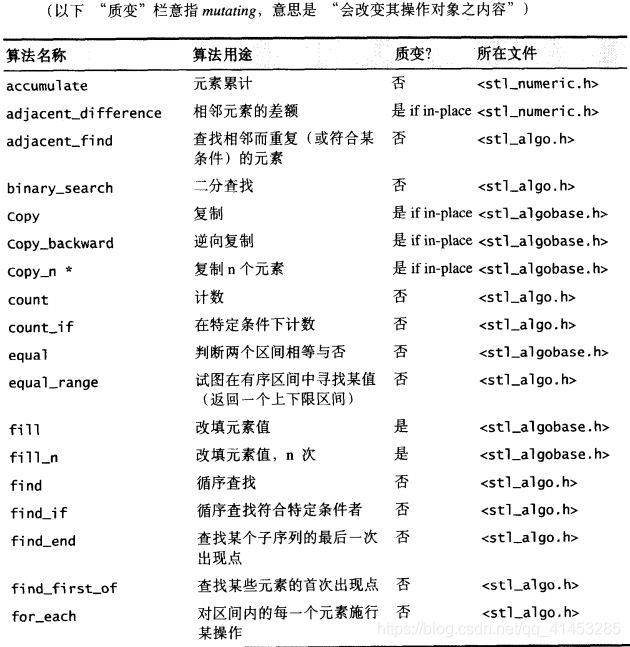 （以下 “质变”栏意指 mutating，意思是 “会改变其操作对象之内容”）
算法名称 算法用途 质变? 所在文件
accumulate 元素累计 否 <stl_numeric.h>
adjacent_difference 相邻元素的差额 是 if in-place <stl_numeric.h>
adjacent_find 查找相邻而重复（或符合某 否 <stl_algo.h>
条件）的元素
binary_search 二分查找 否 <stl_algo.h>
Copy 复制 是 if in-place <stl_algobase.h>
Copy_backward 逆向复制 是 if in-place <stl_algobase.h>
Copy_n * 复制 n 个元素 是 if in-place <stl_algobase.h>
count 计数 否 <stl_algo.h>
count_if 在特定条件下计数 否 <stl_algo.h>
equal 判断两个区间相等与否 否 <stl_algobase.h>
equal_range 试图在有序区间中寻找某值 否 <stl_algo.h>
（返回一个上下限区间）
fill 改填元素值 是 <stl_algobase.h>
fill_n 改填元素值，n 次 是 <stl_algobase.h>
find 循序查找 否 <stl_algo.h>
find_if 循序查找符合特定条件者 否 <stl_algo.h>
find_end 查找某个子序列的最后一次 否 <stl_algo.h>
出现点
find_first_of 查找某些元素的首次出现点 否 <stl_algo.h>
for_each 对区间内的每一个元素施行 否 <stl_algo.h>
某操作
https://blog.csdn.net/qq_41453285